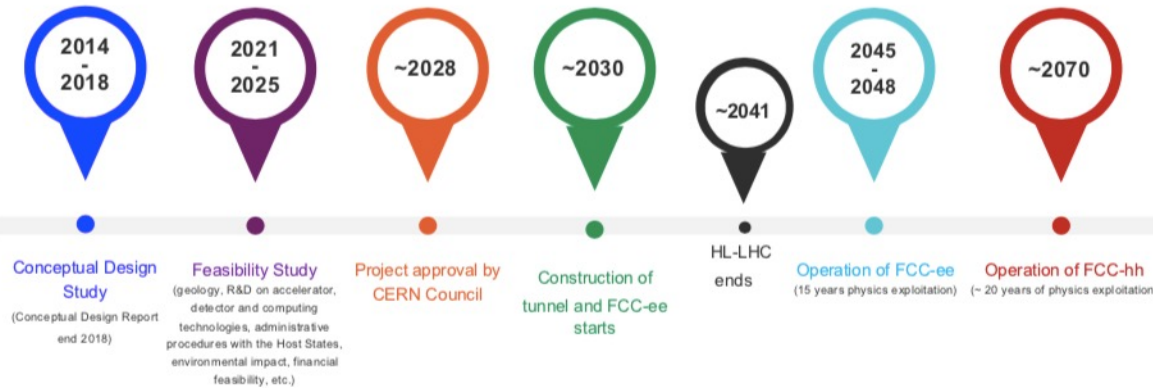 2014
-
2018
2021
-
2025
~2028
~2030
~2041
2045
-
2048
~2070
Conceptual Design
Study
(Conceptual Design Report
end 2018)
Feasibility Study
(geology, R&D on accelerator,
detector and computing
technologies, administrative
procedures with the Host States,
environmental impact, financial
feasibility, etc.)
Project approval by
CERN Council
Construction of
tunnel and FCC-ee
starts
HL-LHC
ends
Operation of FCC-ee
(15 years physics exploitation)
Operation of FCC-hh
(~ 20 years of physics exploitation